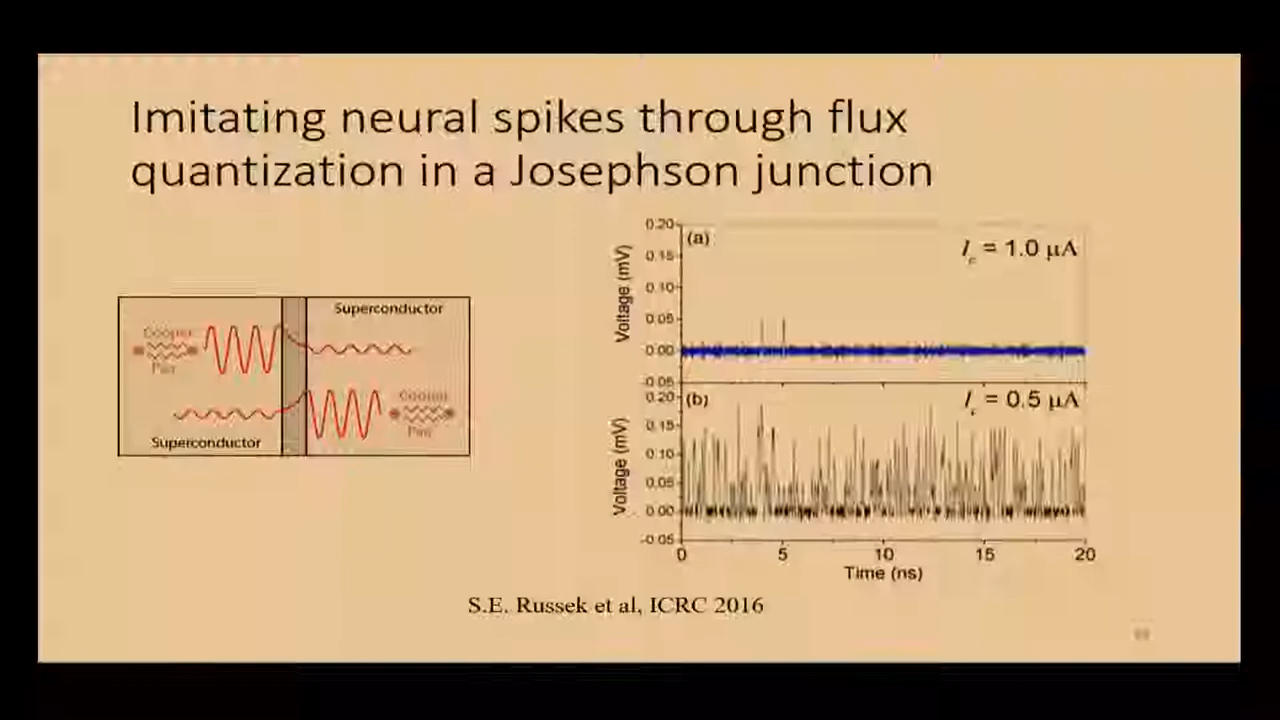 Imitating neural spikes through flux
quantization in a Josephson junction
Superconductor
Cooper
Pair
Cooper
Pair
Superconductor
0.20
(a)
I_c = 1.0 µA
0.15
0.10
0.05
0.00
0.05
Voltage (mV)
0.20
(b)
I_c = 0.5 µA
0.15
0.10
0.05
0.00
-0.05
Voltage (mV)
0 5 10 15 20
Time (ns)
S.E. Russek et al, ICRC 2016